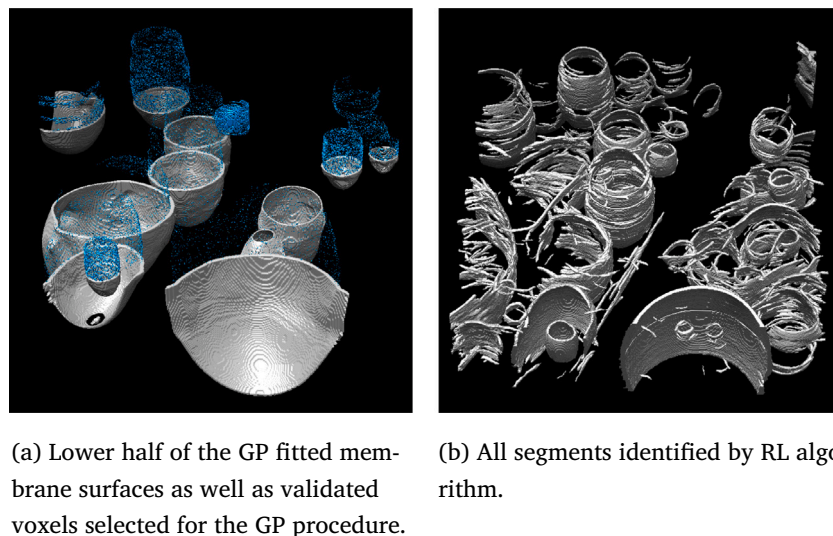 (a) Lower half of the GP fitted mem-
brane surfaces as well as validated
voxels selected for the GP procedure.
(b) All segments identified by RL algo
rithm.